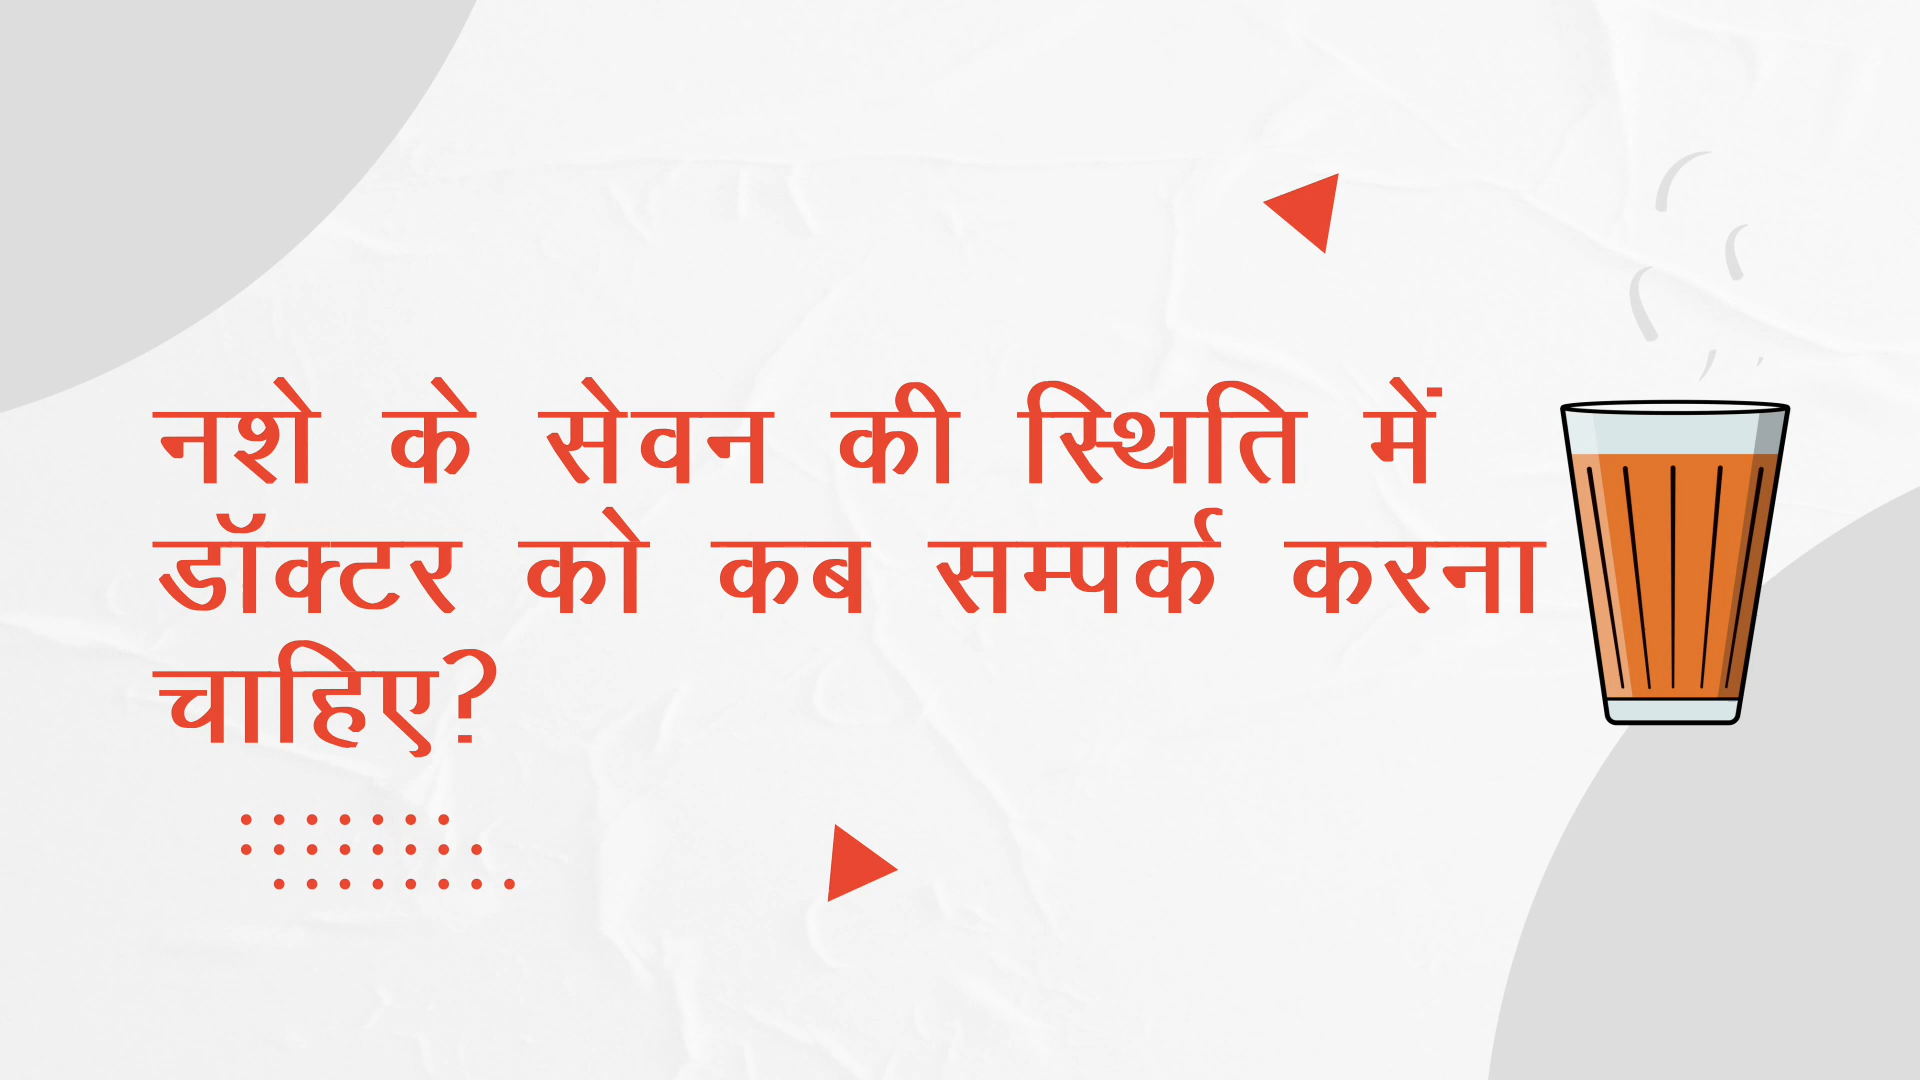 नशे के सेवन की स्थिति में
डॉक्टर को कब सम्पर्क करना
चाहिए?